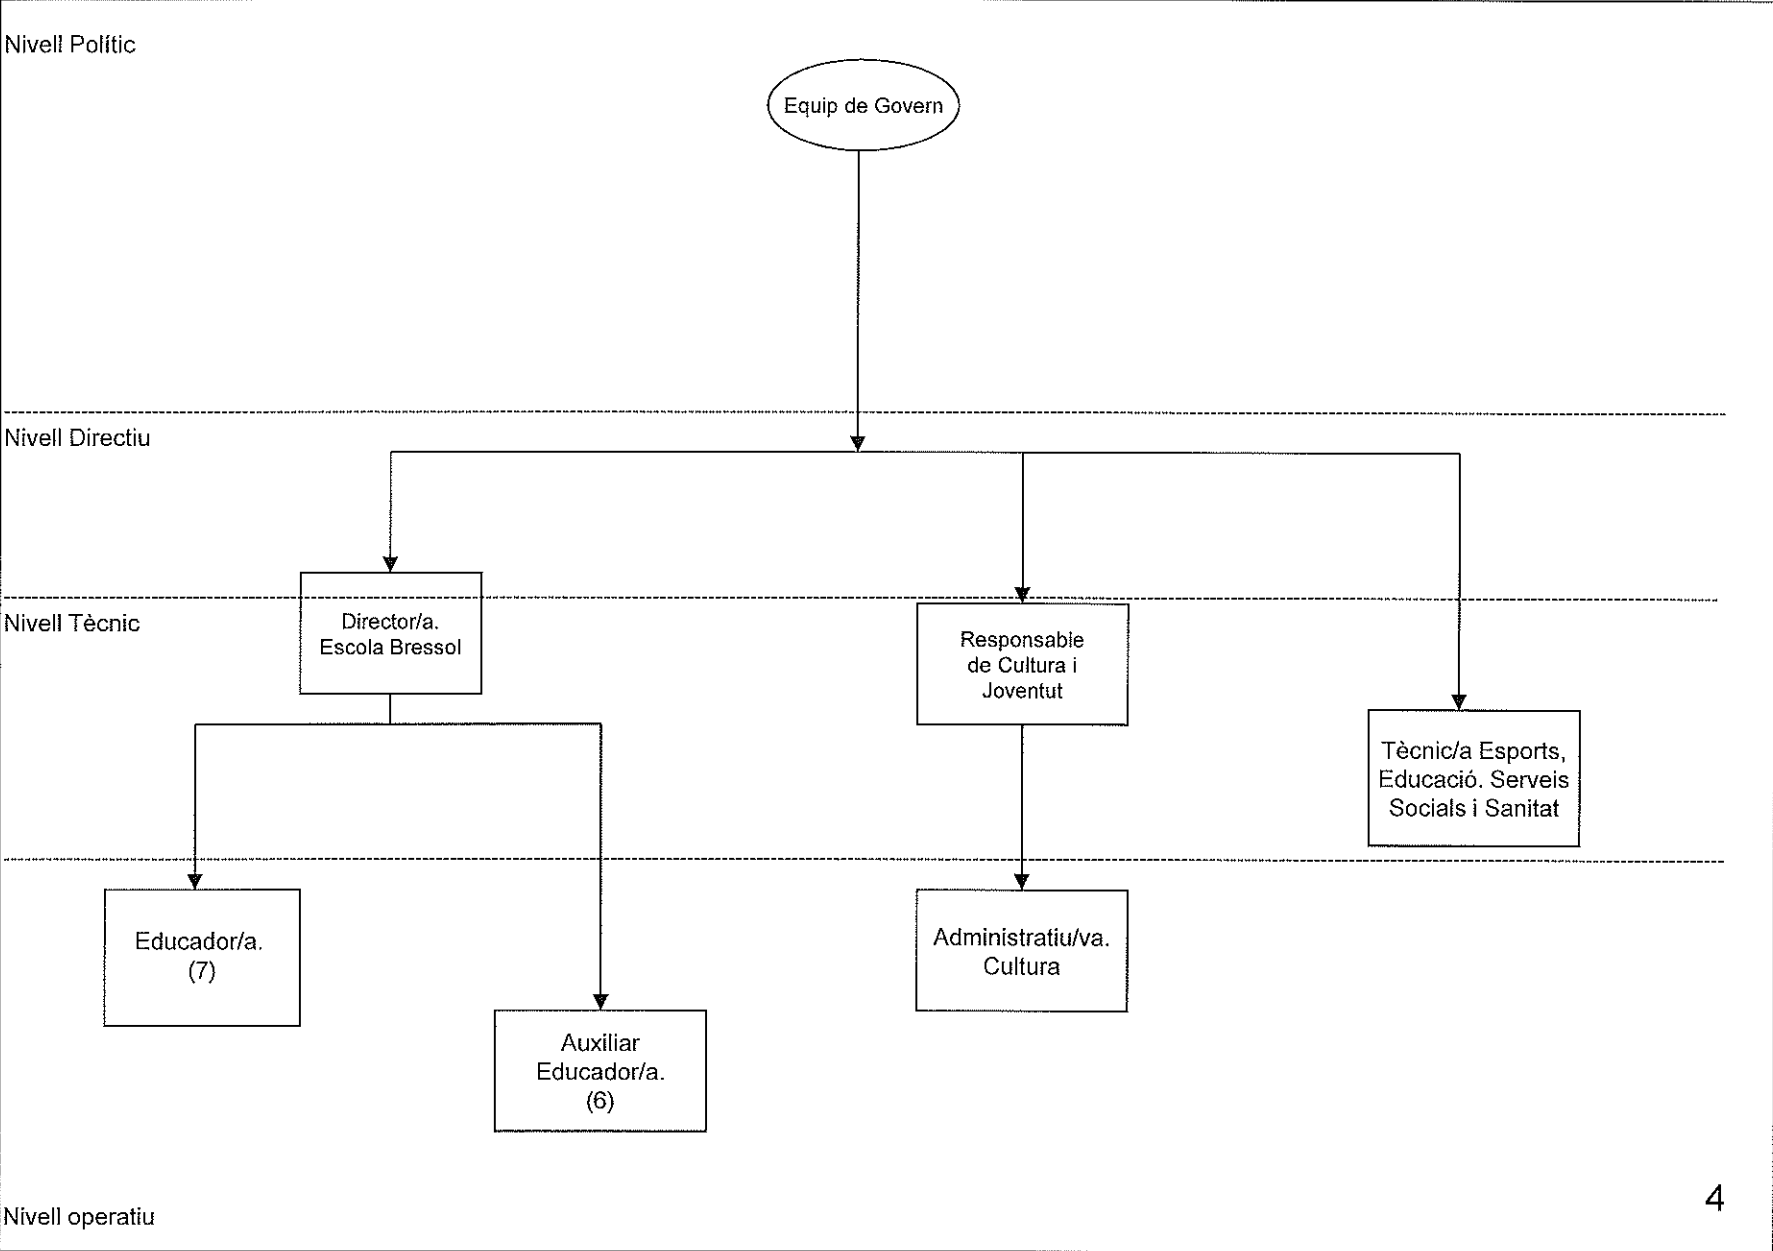 Nivell Polític
Equip de Govern
Nivell Directiu
Nivell Tècnic
Director/a.
Escola Bressol
Responsable
de Cultura i
Joventut
Tècnic/a Esports,
Educació. Serveis
Socials i Sanitat
Educador/a.
(7)
Administratiu/va.
Cultura
Auxiliar
Educador/a.
(6)
4
Nivell operatiu